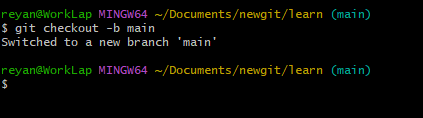 reyan@WorkLap MINGW64 ~/Documents/newgit/learn (main)
$ git checkout -b main
Switched to a new branch 'main'
reyan@WorkLap MINGW64 ~/Documents/newgit/learn (main)
$